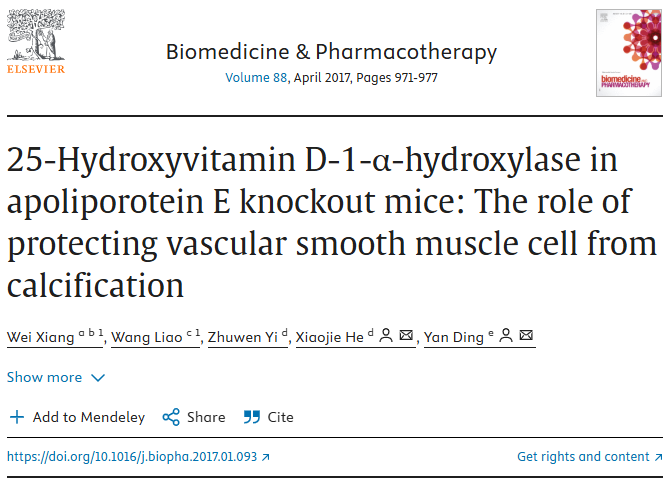 ELSEVIER
Biomedicine & Pharmacotherapy
Volume 88, April 2017, Pages 971-977
biomedicine
PHARMACOTHERAPY
25-Hydroxyvitamin D-1-α-hydroxylase in
apoliporotein E knockout mice: The role of
protecting vascular smooth muscle cell from
calcification
Wei Xiang a b 1, Wang Liao c 1, Zhuwen Yi d, Xiaojie He d, Yan Ding e
Show more
Add to Mendeley Share Cite
https://doi.org/10.1016/j.biopha.2017.01.093 Get rights and content